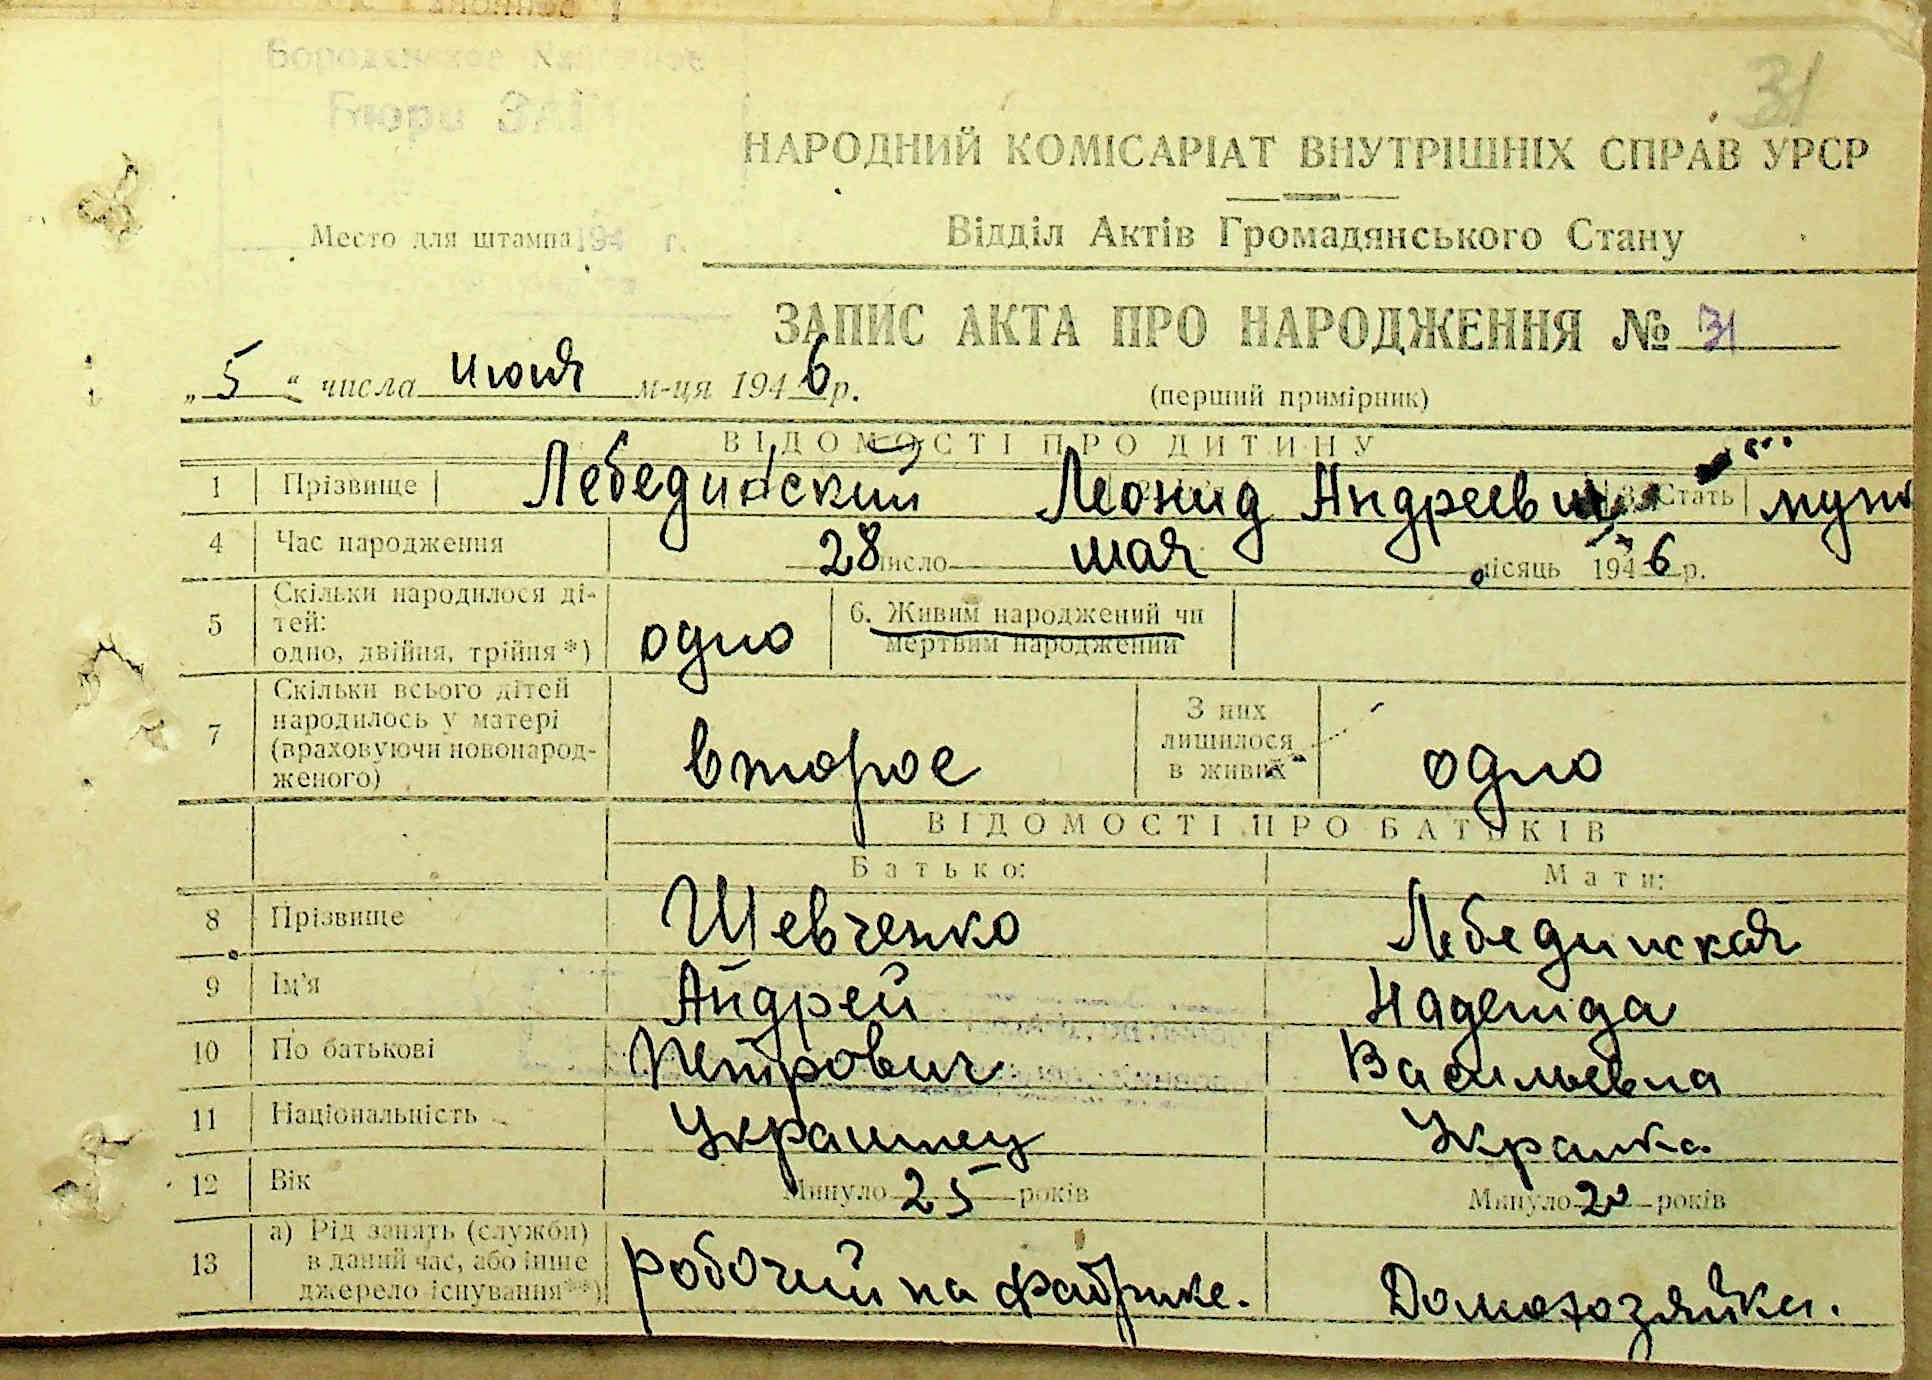 31
Бюро ЗАГС
НАРОДНИЙ КОМІСАРІАТ ВНУТРІШНІХ СПРАВ УРСР
Место для штампа 194 г.
Відділ Актів Громадянського Стану
ЗАПИС АКТА ПРО НАРОДЖЕННЯ № 31
„5“ числа июня м-ця 1946 р.
(перший примірник)
ВІДОМОСТІ ПРО ДИТИНУ
1 Прізвище Лебединский Леонид Андреевич 3. Стать муж
4 Час народження 28 число мая місяць 1946 р.
5 Скільки народилося ді-
тей:
одно, двійня, трійня*) одно
6. Живим народжений чи
мертвим народжений
7 Скільки всього дітей
народилось у матері
(враховуючи новонарод-
женого) второе
З них
лишилося
в живих одно
ВІДОМОСТІ ПРО БАТЬКІВ
Батько: Мати:
8 Прізвище Шевченко Лебединская
9 Ім'я Андрей Надежда
10 По батькові Петрович Васильевна
11 Національність Украинец Украинка
12 Вік Минуло 25 років Минуло 20 років
13 а) Рід занять (служби)
в даний час, або інше
джерело існування**) робочий на фабрике. Домохозяйка.